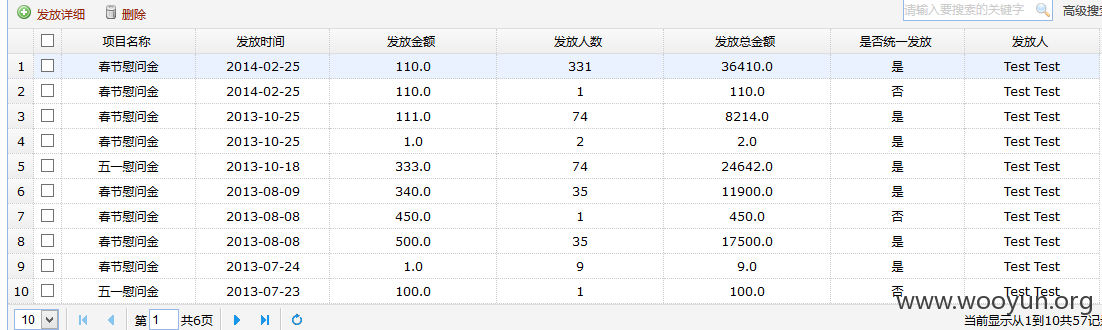 发放详细 删除 请输入要搜索的关键字 高级搜索
项目名称 发放时间 发放金额 发放人数 发放总金额 是否统一发放 发放人
1 春节慰问金 2014-02-25 110.0 331 36410.0 是 Test Test
2 春节慰问金 2014-02-25 110.0 1 110.0 否 Test Test
3 春节慰问金 2013-10-25 111.0 74 8214.0 是 Test Test
4 春节慰问金 2013-10-25 1.0 2 2.0 是 Test Test
5 五一慰问金 2013-10-18 333.0 74 24642.0 是 Test Test
6 春节慰问金 2013-08-09 340.0 35 11900.0 是 Test Test
7 春节慰问金 2013-08-08 450.0 1 450.0 否 Test Test
8 春节慰问金 2013-08-08 500.0 35 17500.0 是 Test Test
9 春节慰问金 2013-07-24 1.0 9 9.0 是 Test Test
10 五一慰问金 2013-07-23 100.0 1 100.0 否 Test Test
www.wooyun.org
10 第 1 共6页 当前显示从1到10共57记